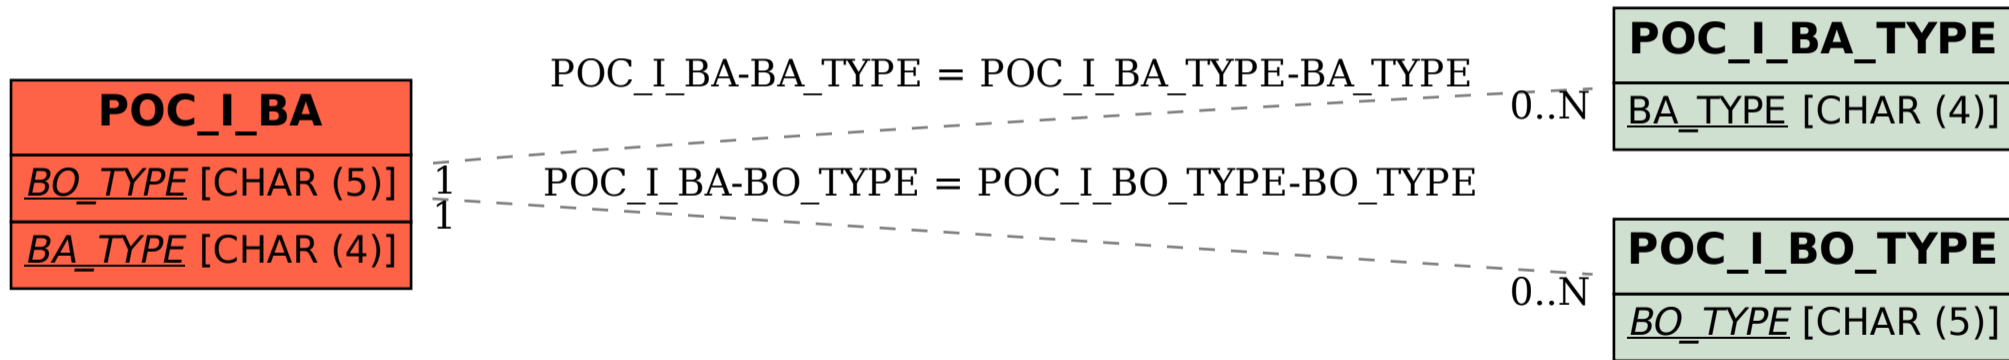 POC_I_BA
BO_TYPE [CHAR (5)]
BA_TYPE [CHAR (4)]
POC_I_BA-BA_TYPE = POC_I_BA_TYPE-BA_TYPE
1
0..N
POC_I_BA-BO_TYPE = POC_I_BO_TYPE-BO_TYPE
1
0..N
POC_I_BA_TYPE
BA_TYPE [CHAR (4)]
POC_I_BO_TYPE
BO_TYPE [CHAR (5)]